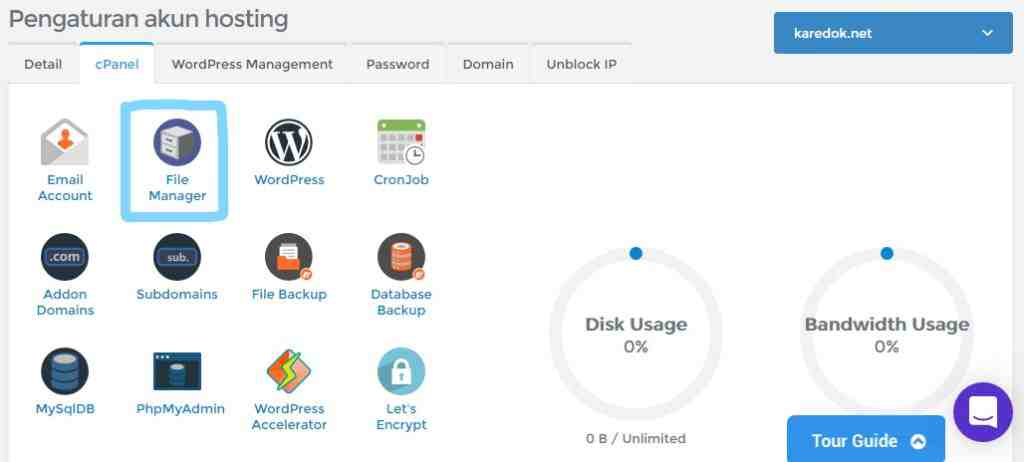 Pengaturan akun hosting
karedok.net
Detail
cPanel
WordPress Management
Password
Domain
Unblock IP
Email
Account
File
Manager
WordPress
CronJob
.com
Addon
Domains
sub.
Subdomains
File Backup
Database
Backup
MySqlDB
PhpMyAdmin
WordPress
Accelerator
Let's
Encrypt
Disk Usage
0%
0 B / Unlimited
Bandwidth Usage
0%
Tour Guide